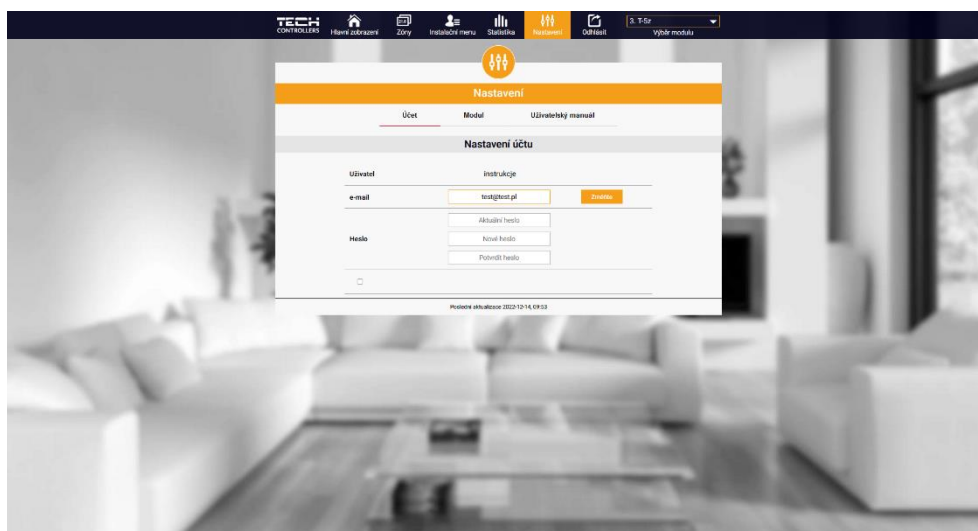 TECH
CONTROLLERS
Hlavní zobrazení
Zóny
Instalační menu
Statistika
Nastavení
Odhlásit
3. T-5z
Výběr modulu
Nastavení
Účet Modul Uživatelský manuál
Nastavení účtu
Uživatel instrukcje
e-mail test@test.pl
Aktuální heslo
Heslo Nové heslo
Potvrdit heslo
Poslední aktualizace 2022-12-14, 09:53